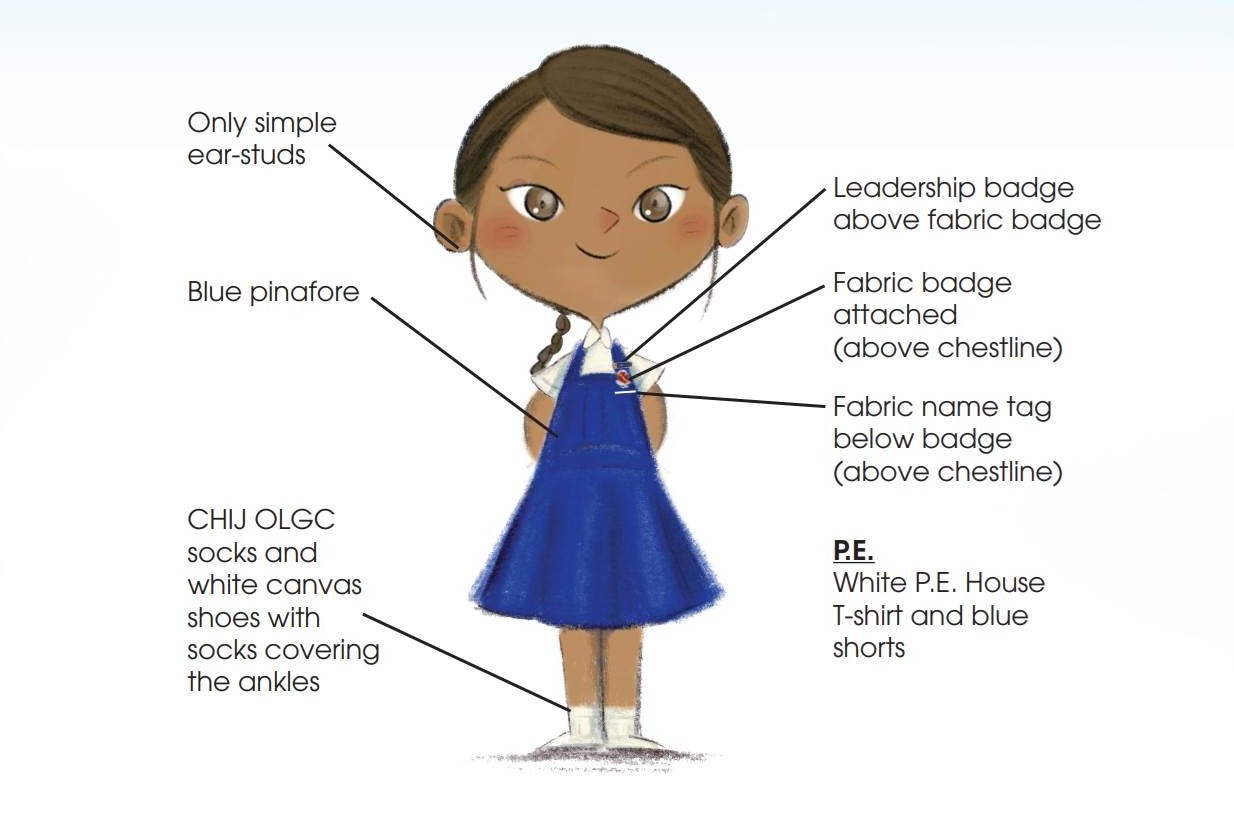 Only simple
ear-studs
Blue pinafore
CHIJ OLGC
socks and
white canvas
shoes with
socks covering
the ankles
Leadership badge
above fabric badge
Fabric badge
attached
(above chestline)
Fabric name tag
below badge
(above chestline)
P.E.
White P.E. House
T-shirt and blue
shorts